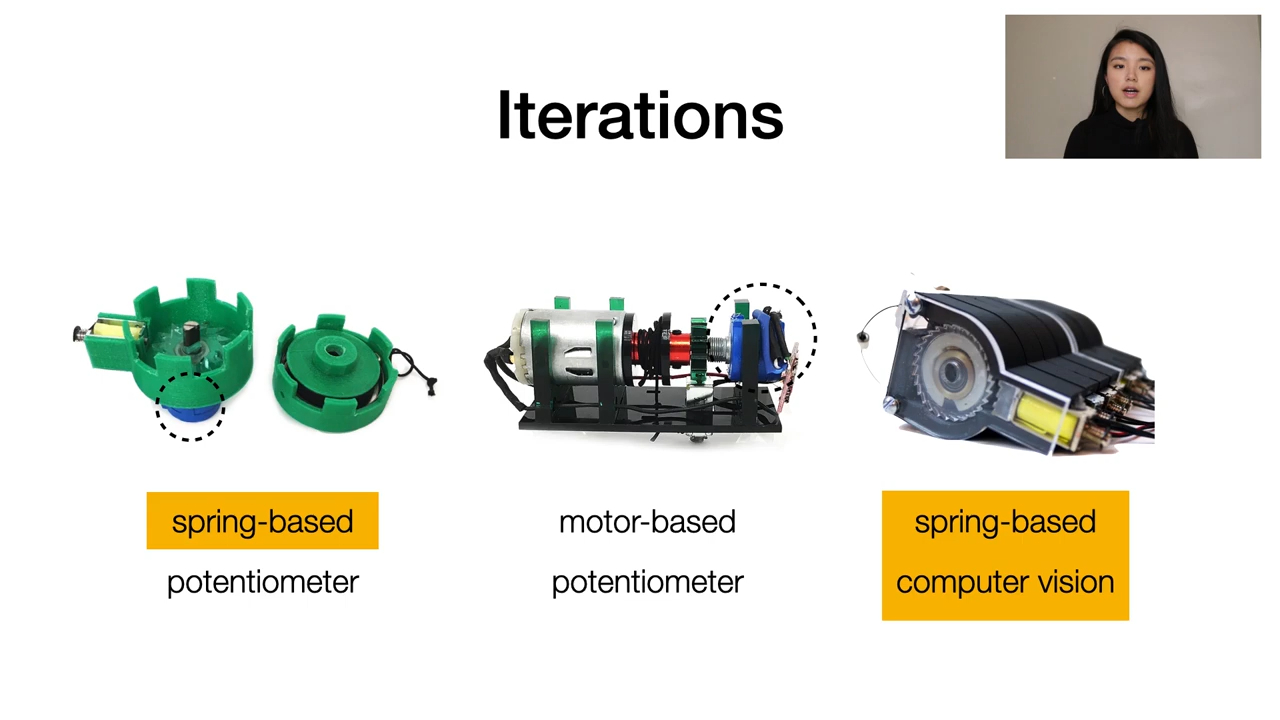 Iterations
spring-based
potentiometer
motor-based
potentiometer
spring-based
computer vision